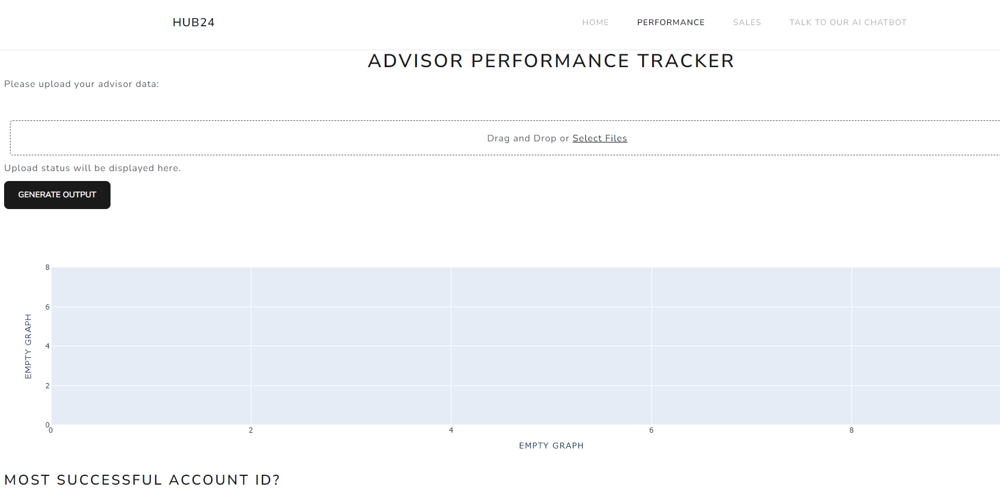 HUB24
HOME PERFORMANCE SALES TALK TO OUR AI CHATBOT
ADVISOR PERFORMANCE TRACKER
Please upload your advisor data:
Drag and Drop or Select Files
Upload status will be displayed here.
GENERATE OUTPUT
8
6
4
2
0
EMPTY GRAPH
0 2 4 6 8
EMPTY GRAPH
MOST SUCCESSFUL ACCOUNT ID?